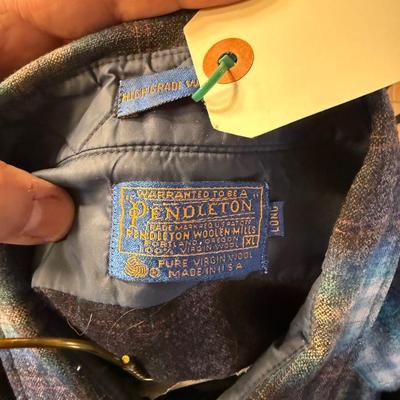 HIGH GRADE W
"WARRANTED TO BE A"
PENDLETON
TRADE MARK REG U.S. PAT. OFF.
PENDLETON WOOLEN MILLS
PORTLAND, OREGON
100% VIRGIN WOOL
XL
LONG
PURE VIRGIN WOOL
MADE IN U S A